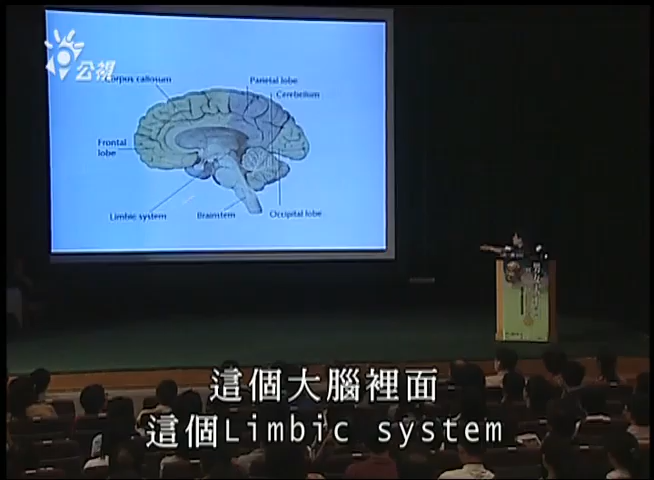 公視
Corpus callosum
Parietal lobe
Cerebellum
Frontal
lobe
Limbic system
Brainstem
Occipital lobe
這個大腦裡面
這個Limbic system